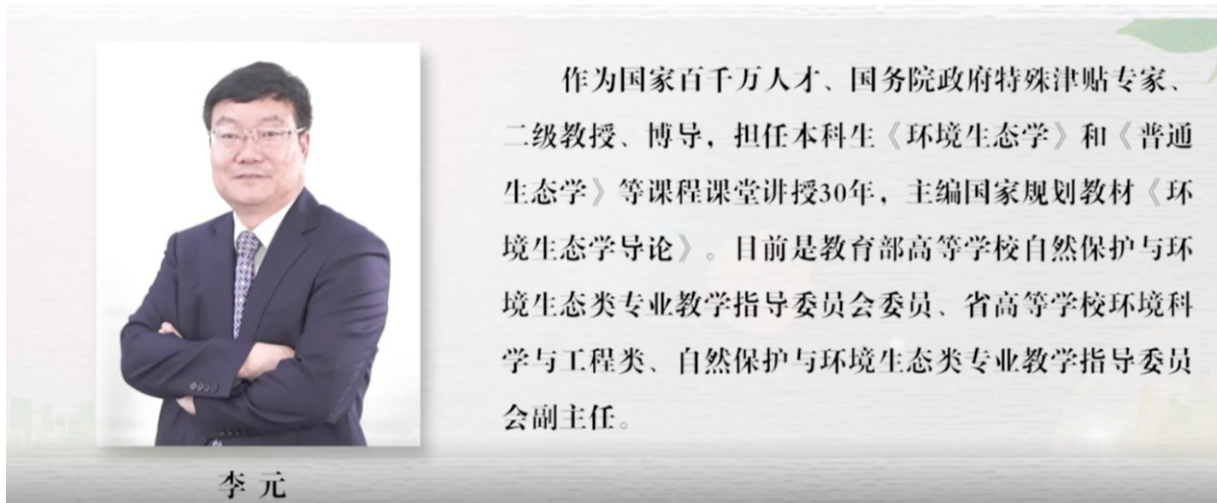 作为国家百千万人才、国务院政府特殊津贴专家、
二级教授、博导，担任本科生《环境生态学》和《普通
生态学》等课程课堂讲授30年，主编国家规划教材《环
境生态学导论》。目前是教育部高等学校自然保护与环
境生态类专业教学指导委员会委员、省高等学校环境科
学与工程类、自然保护与环境生态类专业教学指导委员
会副主任。
李元